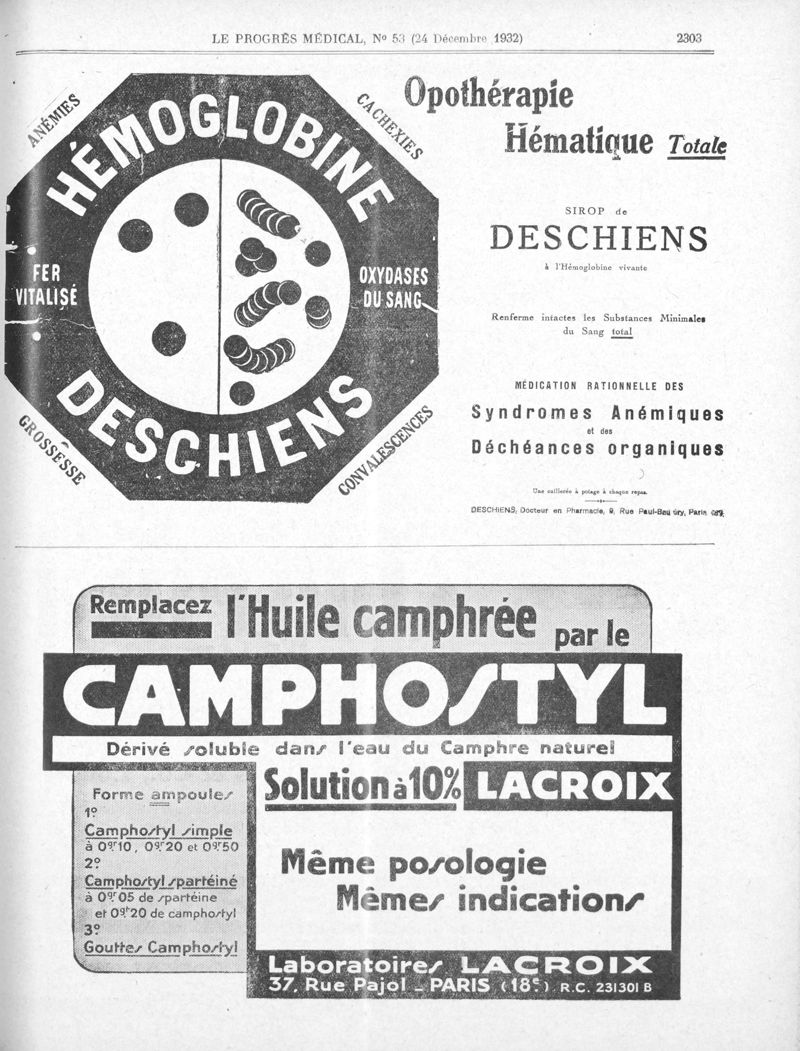 LE PROGRÈS MÉDICAL, Nº 53 (24 Décembre 1932)
2303
ANÉMIES
CACHEXIES
HÉMOGLOBINE
FER
VITALISÉ
OXYDASES
DU SANG
DESCHIENS
GROSSESSE
CONVALESCENCES
Opothérapie
Hématique Totale
SIROP de
DESCHIENS
à l'Hémoglobine vivante
Renferme intactes les Substances Minimales
du Sang total
MÉDICATION RATIONNELLE DES
Syndromes Anémiques
et des
Déchéances organiques
Une cuillerée à potage à chaque repas.
DESCHIENS, Docteur en Pharmacie, 9, Rue Paul-Baudry, Paris
Remplacez l'Huile camphrée par le
CAMPHOSTYL
Dérivé soluble dans l'eau du Camphre naturel
Solution à 10% LACROIX
Forme ampoules
1º
Camphostyl simple
à 0gr10, 0gr20 et 0gr50
2º
Camphostyl spartéiné
à 0gr05 de spartéine
et 0gr20 de camphostyl
3º
Gouttes Camphostyl
Même posologie
Mêmes indications
Laboratoires LACROIX
37, Rue Pajol _ PARIS (18e) R.C. 231301 B